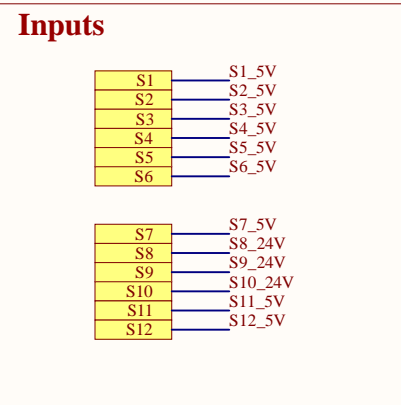 Inputs
S1 S1_5V
S2 S2_5V
S3 S3_5V
S4 S4_5V
S5 S5_5V
S6 S6_5V
S7 S7_5V
S8 S8_24V
S9 S9_24V
S10 S10_24V
S11 S11_5V
S12 S12_5V